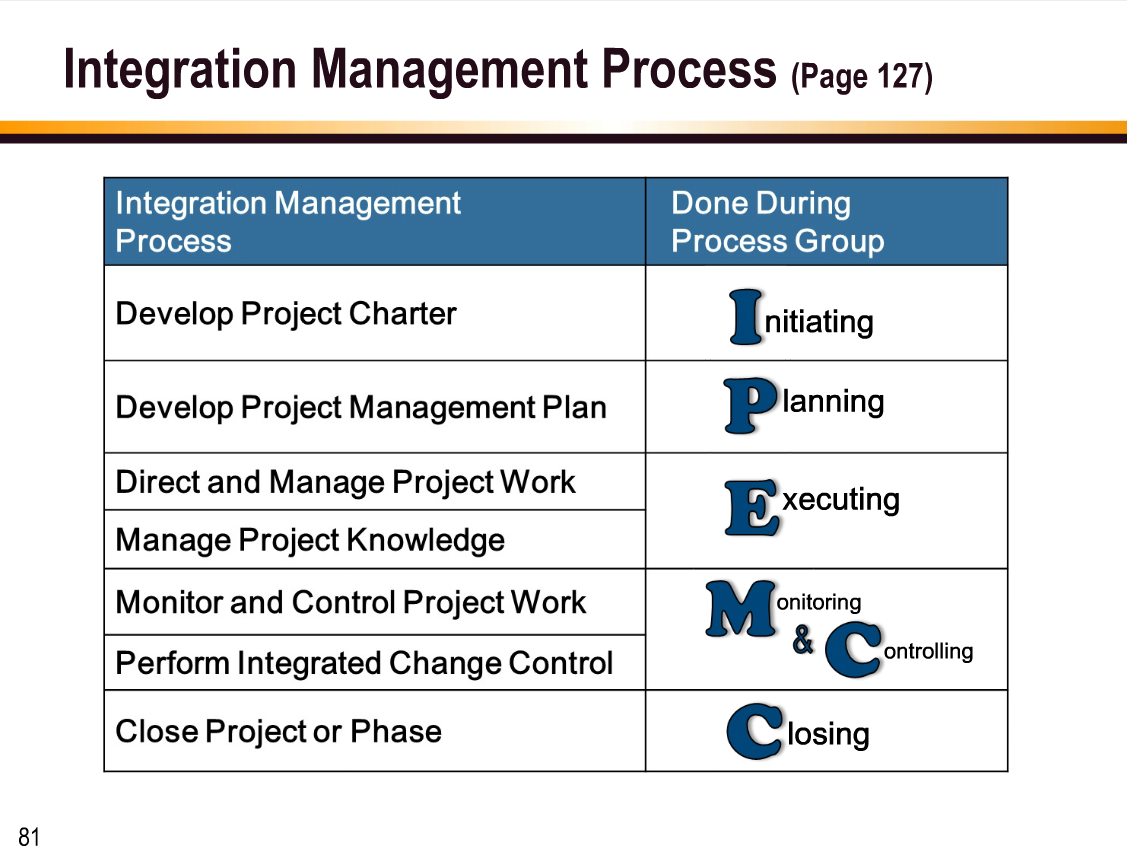 Integration Management Process (Page 127)
Integration Management
Process
Done During
Process Group
Develop Project Charter
Initiating
Develop Project Management Plan
Planning
Direct and Manage Project Work
Executing
Manage Project Knowledge
Monitor and Control Project Work
Monitoring
& Controlling
Perform Integrated Change Control
Close Project or Phase
Closing
81